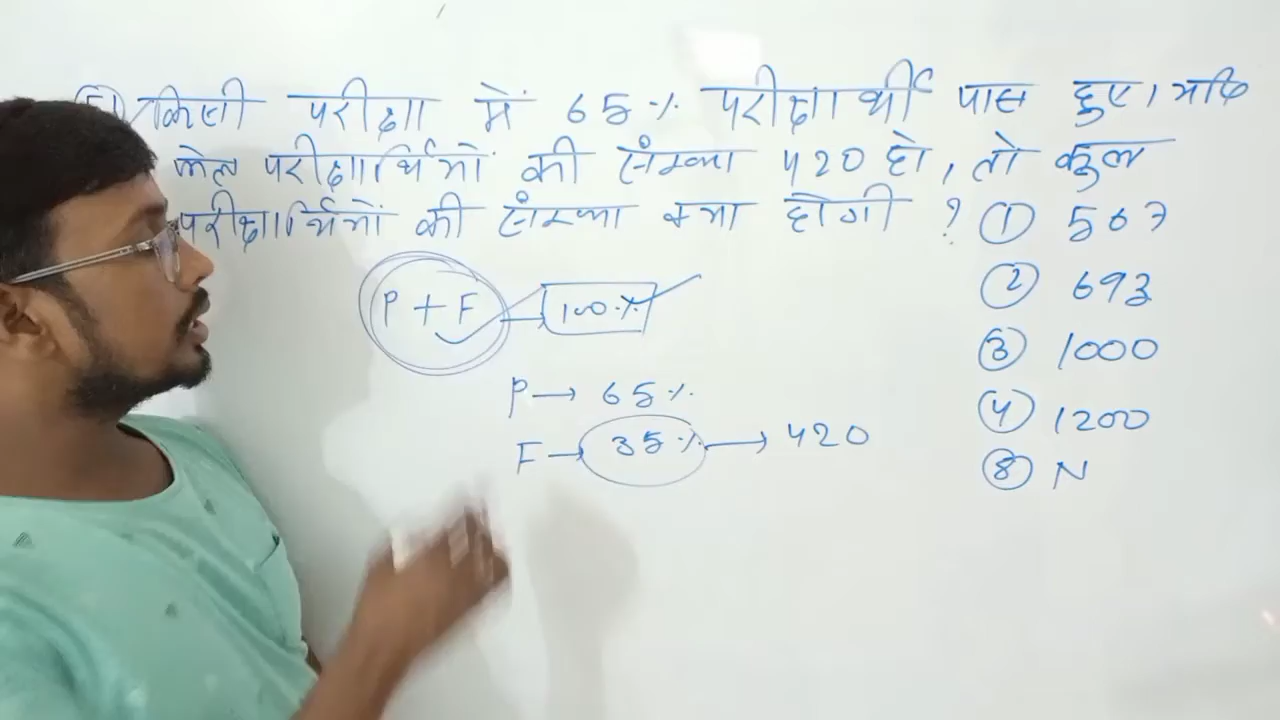 किसी परीक्षा में 65% परीक्षार्थी पास हुए। यदि
फेल परीक्षार्थियों की संख्या 420 हो, तो कुल
परीक्षार्थियों की संख्या क्या होगी ?
① 507
② 693
③ 1000
④ 1200
⑤ N
P + F 100%
P → 65%
F → 35% → 420